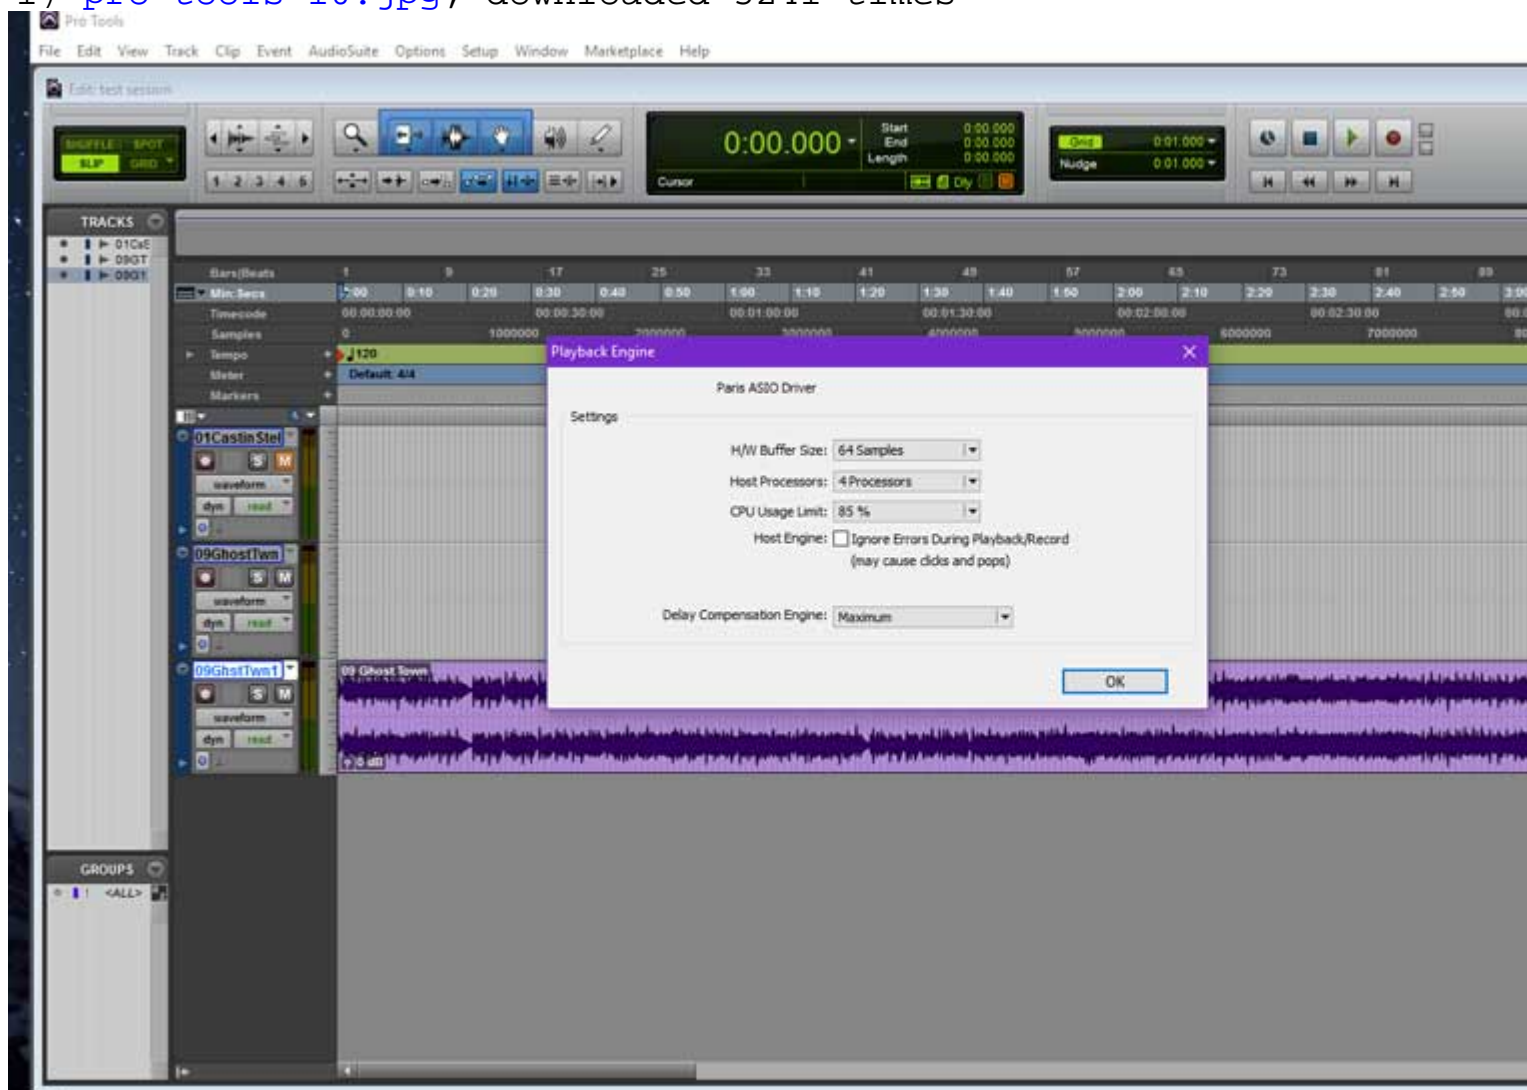 1) pro tools 10.jpg, downloaded 5241 times
Pro Tools
File Edit View Track Clip Event AudioSuite Options Setup Window Marketplace Help
Edit: test session
SHUFFLE SPOT
SLIP GRID
1 2 3 4 5
0:00.000
Start 0:00.000
End 0:00.000
Length 0:00.000
Cursor
Dly
Grid 0:01.000
Nudge 0:01.000
TRACKS
01CsS
09GT
09G1
Bars|Beats 1 9 17 25 33 41 49 57 65 73 81 89
Min:Secs 0:00 0:10 0:20 0:30 0:40 0:50 1:00 1:10 1:20 1:30 1:40 1:50 2:00 2:10 2:20 2:30 2:40 2:50 3:00
Timecode 00:00:00:00 00:00:30:00 00:01:00:00 00:01:30:00 00:02:00:00 00:02:30:00
Samples 0 1000000 2000000 3000000 4000000 5000000 6000000 7000000
Tempo 120
Meter Default: 4/4
Markers
Playback Engine
Paris ASIO Driver
Settings
H/W Buffer Size: 64 Samples
Host Processors: 4 Processors
CPU Usage Limit: 85 %
Host Engine: Ignore Errors During Playback/Record
(may cause clicks and pops)
Delay Compensation Engine: Maximum
OK
01CastinStel
S M
waveform
dyn read
09GhostTwn
S M
waveform
dyn read
09GhstTwn1
S M
waveform
dyn read
09 Ghost Town
0 dB
GROUPS
! <ALL>